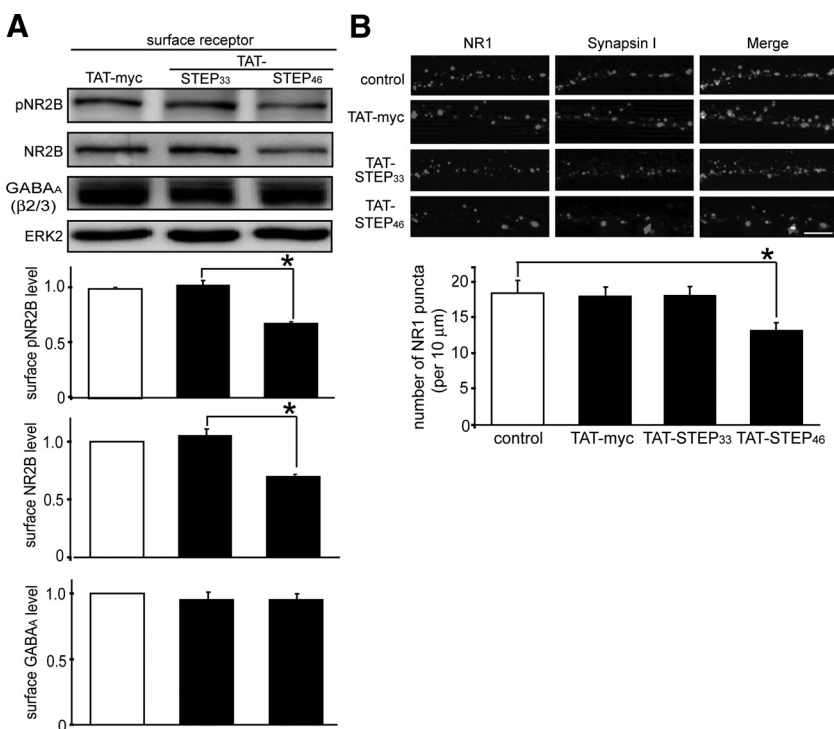 A
surface receptor
TAT-
TAT-myc STEP33 STEP46
pNR2B
NR2B
GABAA
(β2/3)
ERK2
surface pNR2B level
1.0
0.5
0
*
surface NR2B level
1.0
0.5
0
*
surface GABAA level
1.0
0.5
0
B
NR1 Synapsin I Merge
control
TAT-myc
TAT-
STEP33
TAT-
STEP46
number of NR1 puncta
(per 10 μm)
20
15
10
5
0
*
control TAT-myc TAT-STEP33 TAT-STEP46